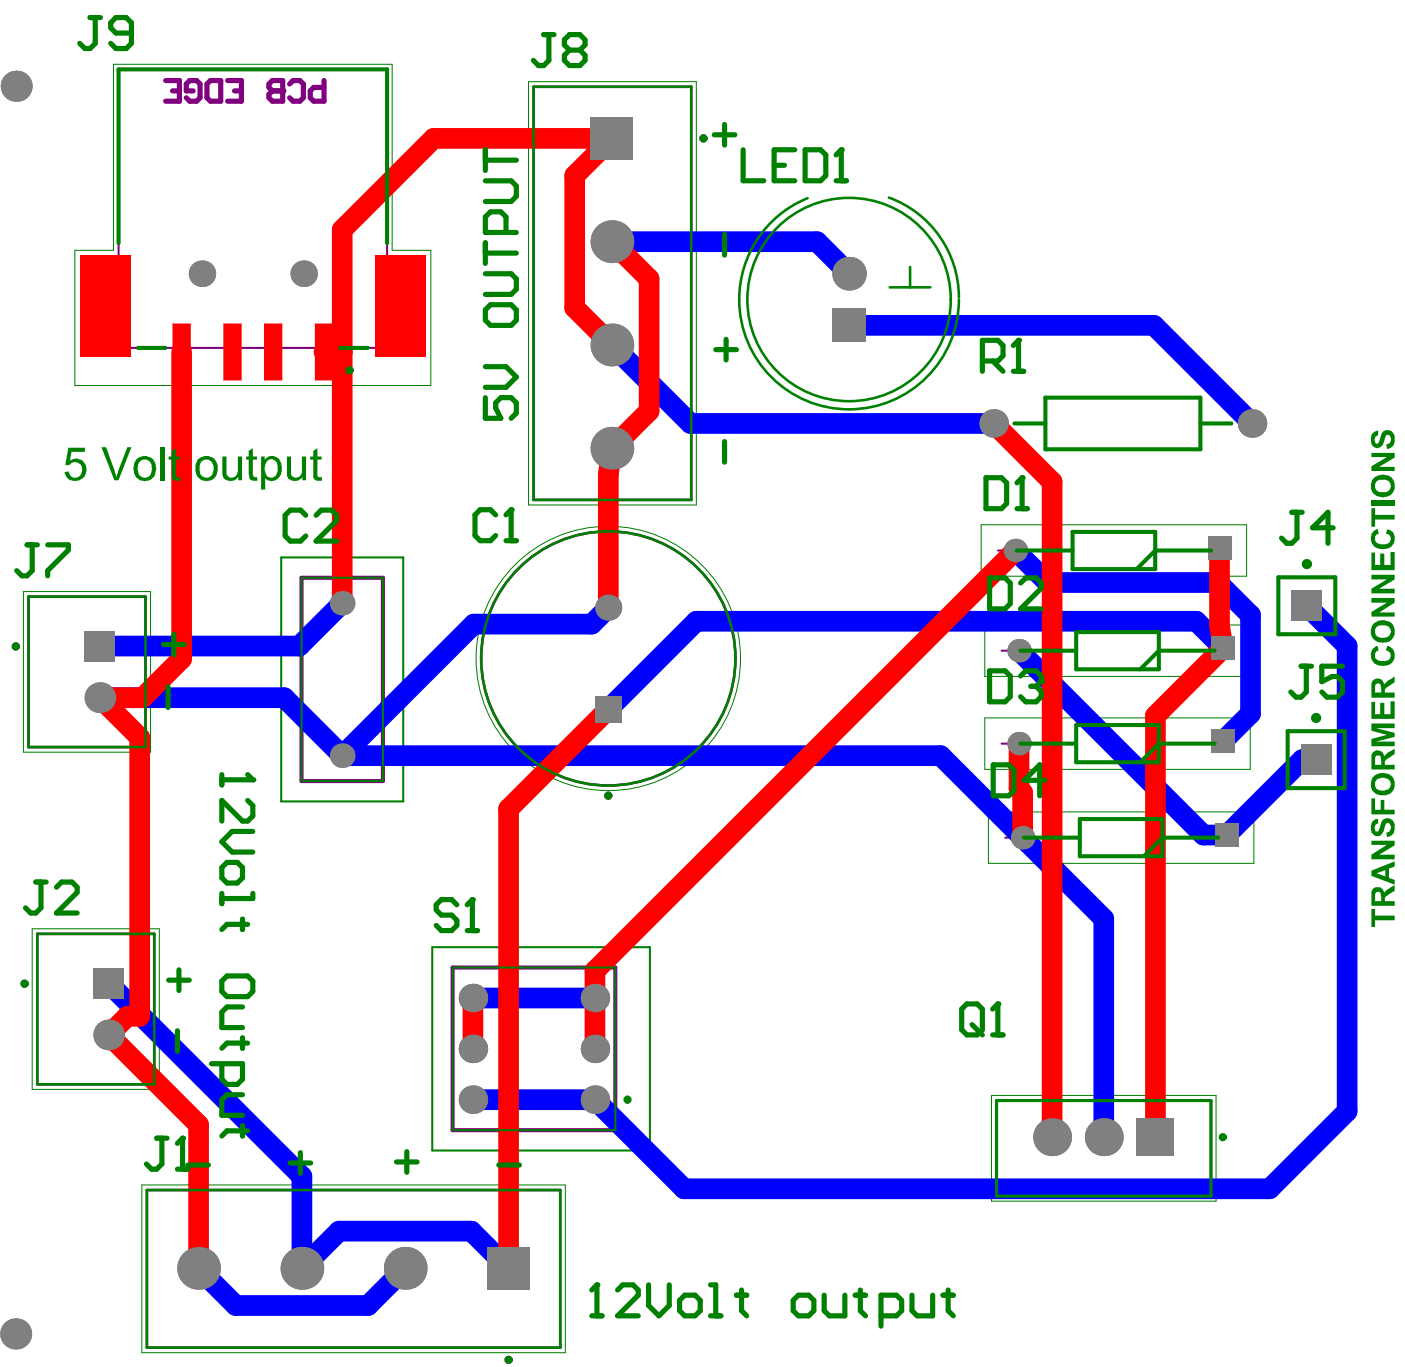 J9
J8
PCB EDGE
+
LED1
5V OUTPUT
-
R1
+
- -
5 Volt output
-
D1
C2
C1
J4
J7
D2
+
D3
J5
-
TRANSFORMER CONNECTIONS
D4
12Volt Output
J2
S1
+
Q1
-
J1
- + + -
12Volt output